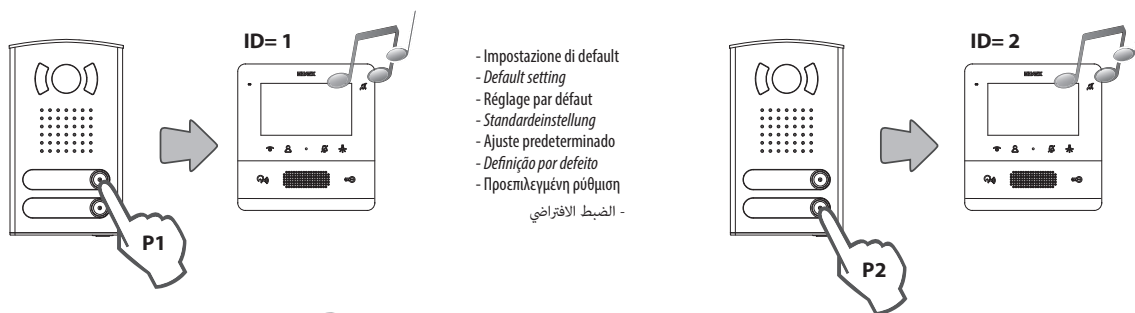 ID= 1
P1
- Impostazione di default
- Default setting
- Réglage par défaut
- Standardeinstellung
- Ajuste predeterminado
- Definição por defeito
- Προεπιλεγμένη ρύθμιση
- الضبط الافتراضي
ID= 2
P2